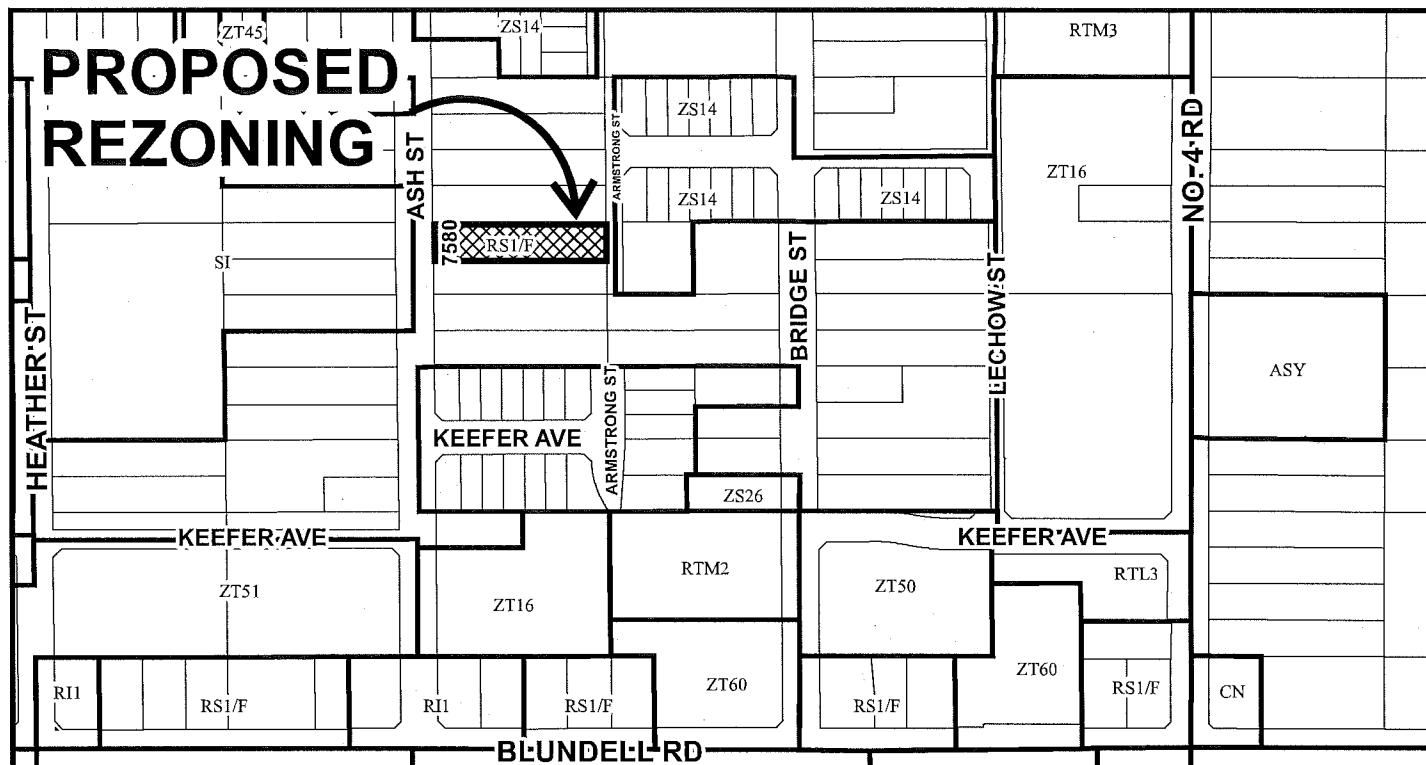 ZT45
ZS14
RTM3
PROPOSED
REZONING
ASH ST
ARMSTRONG ST
ZS14
ZT16
NO. 4 RD
ZS14
ZS14
7580
RS1/F
SI
BRIDGE ST
LECHOW ST
HEATHER ST
ASY
KEEFER AVE
ARMSTRONG ST
ZS26
KEEFER AVE
KEEFER AVE
ZT51
ZT16
RTM2
ZT50
RTL3
RI1
RS1/F
RI1
RS1/F
ZT60
RS1/F
ZT60
RS1/F
CN
BLUNDELL RD